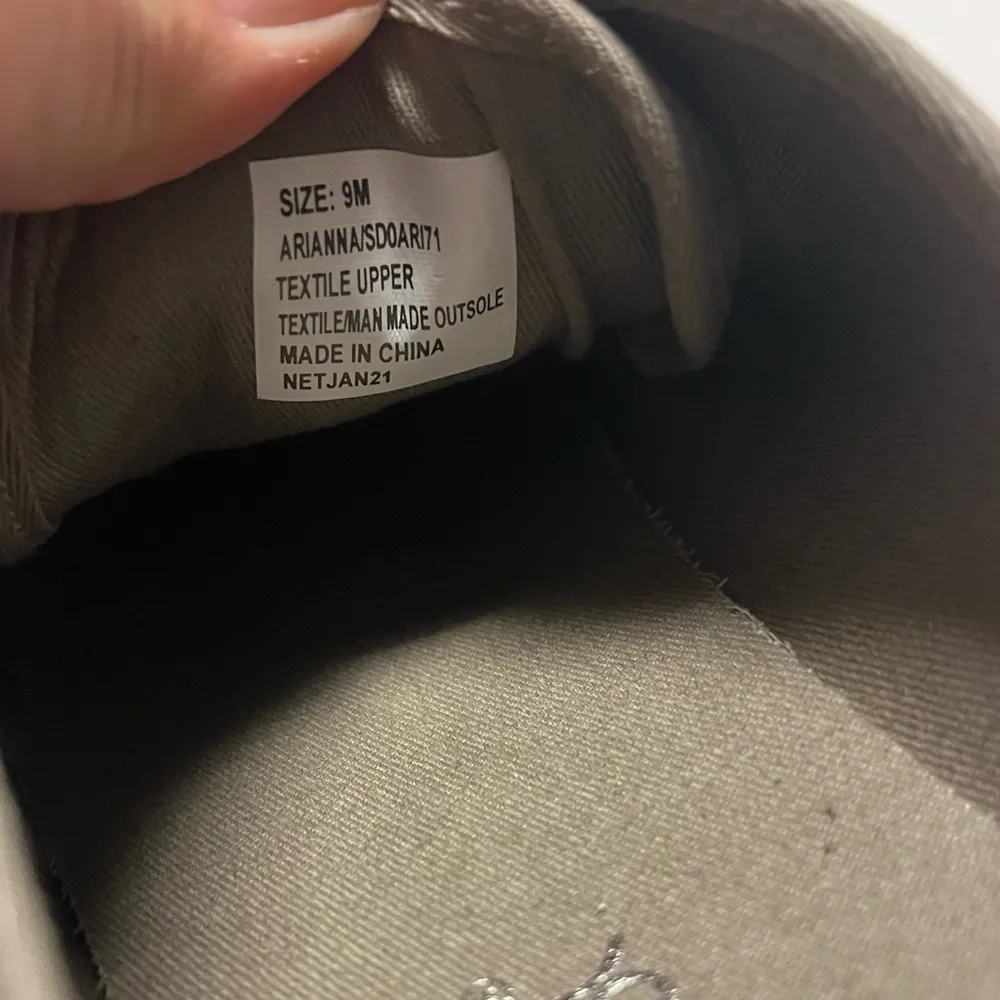 SIZE: 9M
ARIANNA/SDOARI71
TEXTILE UPPER
TEXTILE/MAN MADE OUTSOLE
MADE IN CHINA
NETJAN21